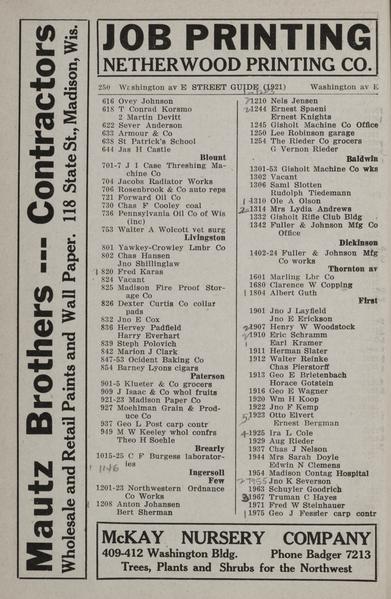 JOB PRINTING
NETHERWOOD PRINTING CO.
Mautz Brothers --- Contractors
Wholesale and Retail Paints and Wall Paper. 118 State St., Madison, Wis.
250 Washington av E STREET GUIDE (1921) Washington av E
616 Ovey Johnson
618 T Conrad Korsmo
2 Martin Devitt
622 Sever Anderson
633 Armour & Co
638 St Patrick's School
644 Jas H Castle
Blount
701-7 J I Case Threshing Machine Co
704 Jacobs Radiator Works
706 Rosenbrook & Co auto reps
721 Forward Oil Co
730 Chas F Cooley coal
736 Pennsylvania Oil Co of Wis
(inc)
753 Walter A Wolcott vet surg
Livingston
801 Yawkey-Crowley Lmbr Co
802 Chas Hansen
Jno Shillinglaw
820 Fred Karas
824 Vacant
825 Madison Fire Proof Storage Co
826 Dexter Curtis Co collar
pads
832 Jno E Cox
836 Hervey Padfield
Harry Everhart
839 Steph Polovich
842 Marion J Clark
847-53 Ocident Baking Co
854 Barney Lyons cigars
Paterson
901-5 Klueter & Co grocers
909 J Isaac & Co whol fruits
921-23 Madison Paper Co
927 Moehlman Grain & Produce Co
937 Geo L Post carp contr
949 M W Keeley whol confrs
Theo H Soehle
Brearly
1015-25 C F Burgess laboratories
1146
Ingersoll
Few
1201-23 Northwestern Ordnance
Co Works
1208 Anton Johansen
Bert Sherman
1210 Nels Jensen
1244 Ernest Spaeni
Ernest Knights
1245 Gisholt Machine Co Office
1250 Lee Robinson garage
1254 The Rieder Co grocers
G Vernon Rieder
Baldwin
1301-53 Gisholt Machine Co wks
1302 Vacant
1306 Saml Slotten
Rudolph Tiedemann
1310 Ole A Olson
1314 Mrs Lydia Andrews
1332 Gisholt Rifle Club Bldg
1342 Fuller & Johnson Mfg Co
Office
Dickinson
1402-24 Fuller & Johnson Mfg
Co works
Thornton av
1601 Marling Lbr Co
1680 Clarence W Copping
1804 Albert Guth
First
1901 Jno J Layfield
Jno E Erickson
1907 Henry W Woodstock
1910 Eric Schramm
Earl Kramer
1911 Herman Slater
1912 Walter Reinke
Chas Pierstorff
1913 Geo E Brietenbach
Horace Gotstein
1916 Geo E Wagner
1920 Wm H Koop
1922 Jno F Kemp
1923 Otto Elvert
Ernest Bergman
1925 Ira L Cole
1929 Aug Rieder
1937 Chas J Nelson
1944 Mrs Sarah Doyle
Edwin N Clemens
1954 Madison Contag Hospital
1955 Jno K Severson
1963 Schuyler Goodrich
1967 Truman C Hayes
1971 Fred W Steinhauer
1975 Geo J Fessler carp contr
McKAY NURSERY COMPANY
409-412 Washington Bldg. Phone Badger 7213
Trees, Plants and Shrubs for the Northwest